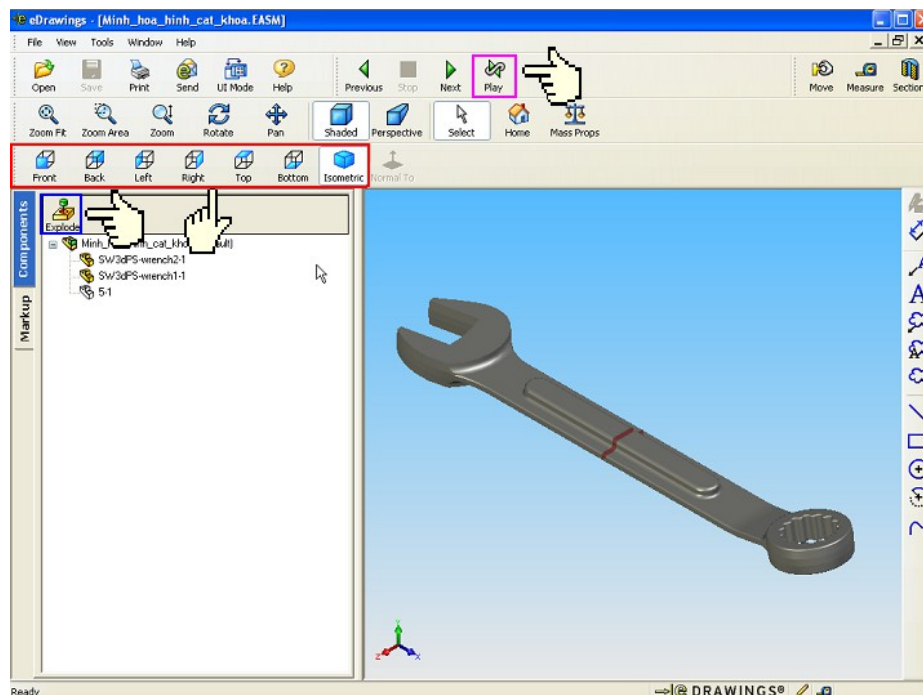 eDrawings - [Minh_hoa_hinh_cat_khoa.EASM]
File View Tools Window Help
Open Save Print Send UI Mode Help Previous Stop Next Play Move Measure Section
Zoom Fit Zoom Area Zoom Rotate Pan Shaded Perspective Select Home Mass Props
Front Back Left Right Top Bottom Isometric Normal To
Components
Markup
Explode
SW3dPS-wrench2-1
SW3dPS-wrench1-1
5-1
Z Y X
Ready
eDRAWINGS®